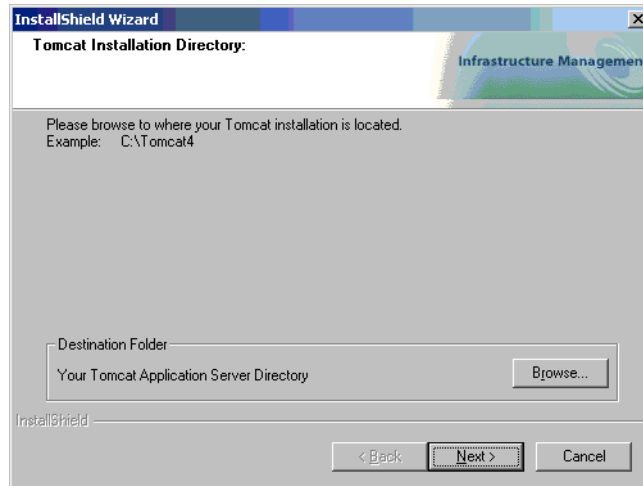 InstallShield Wizard
Tomcat Installation Directory:
Infrastructure Managemen
Please browse to where your Tomcat installation is located.
Example: C:\Tomcat4
Destination Folder
Your Tomcat Application Server Directory
Browse...
InstallShield
< Back
Next >
Cancel